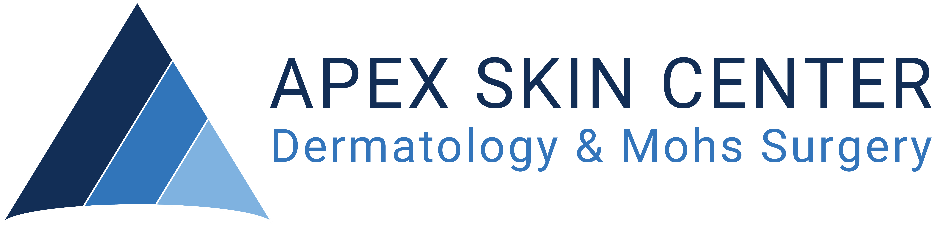 APEX SKIN CENTER
Dermatology & Mohs Surgery